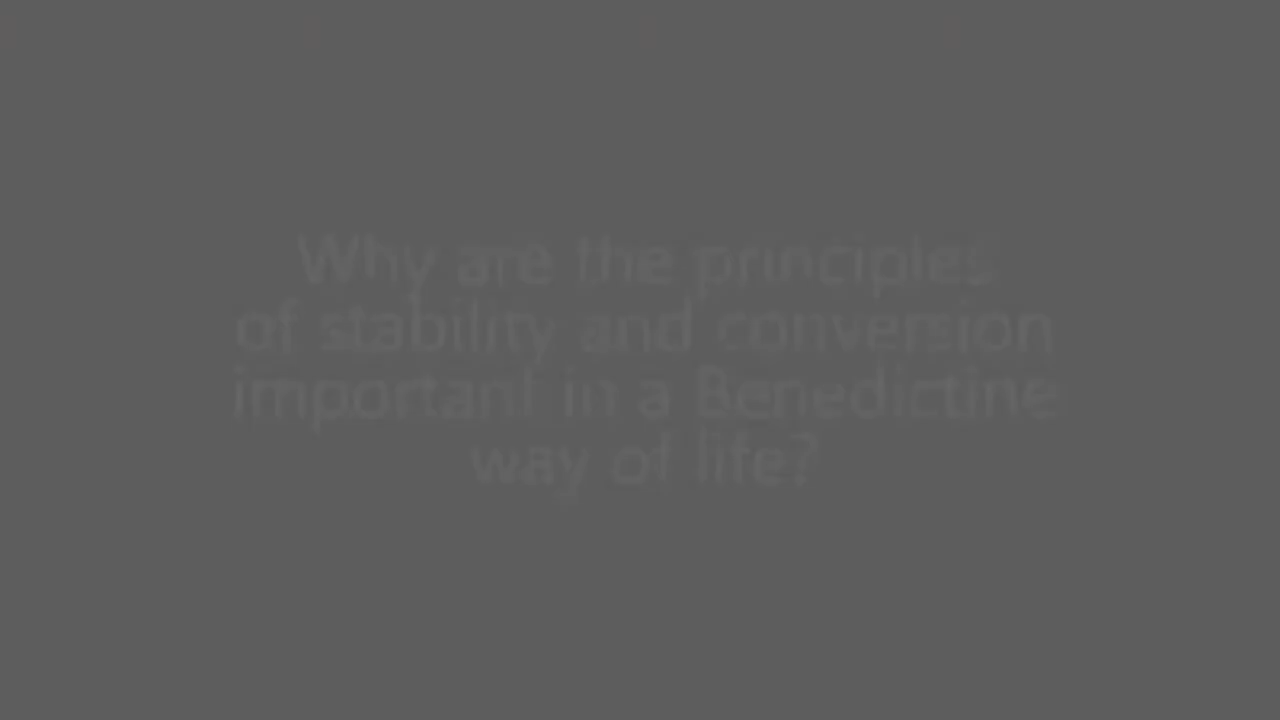 Why are the principles
of stability and conversion
important in a Benedictine
way of life?